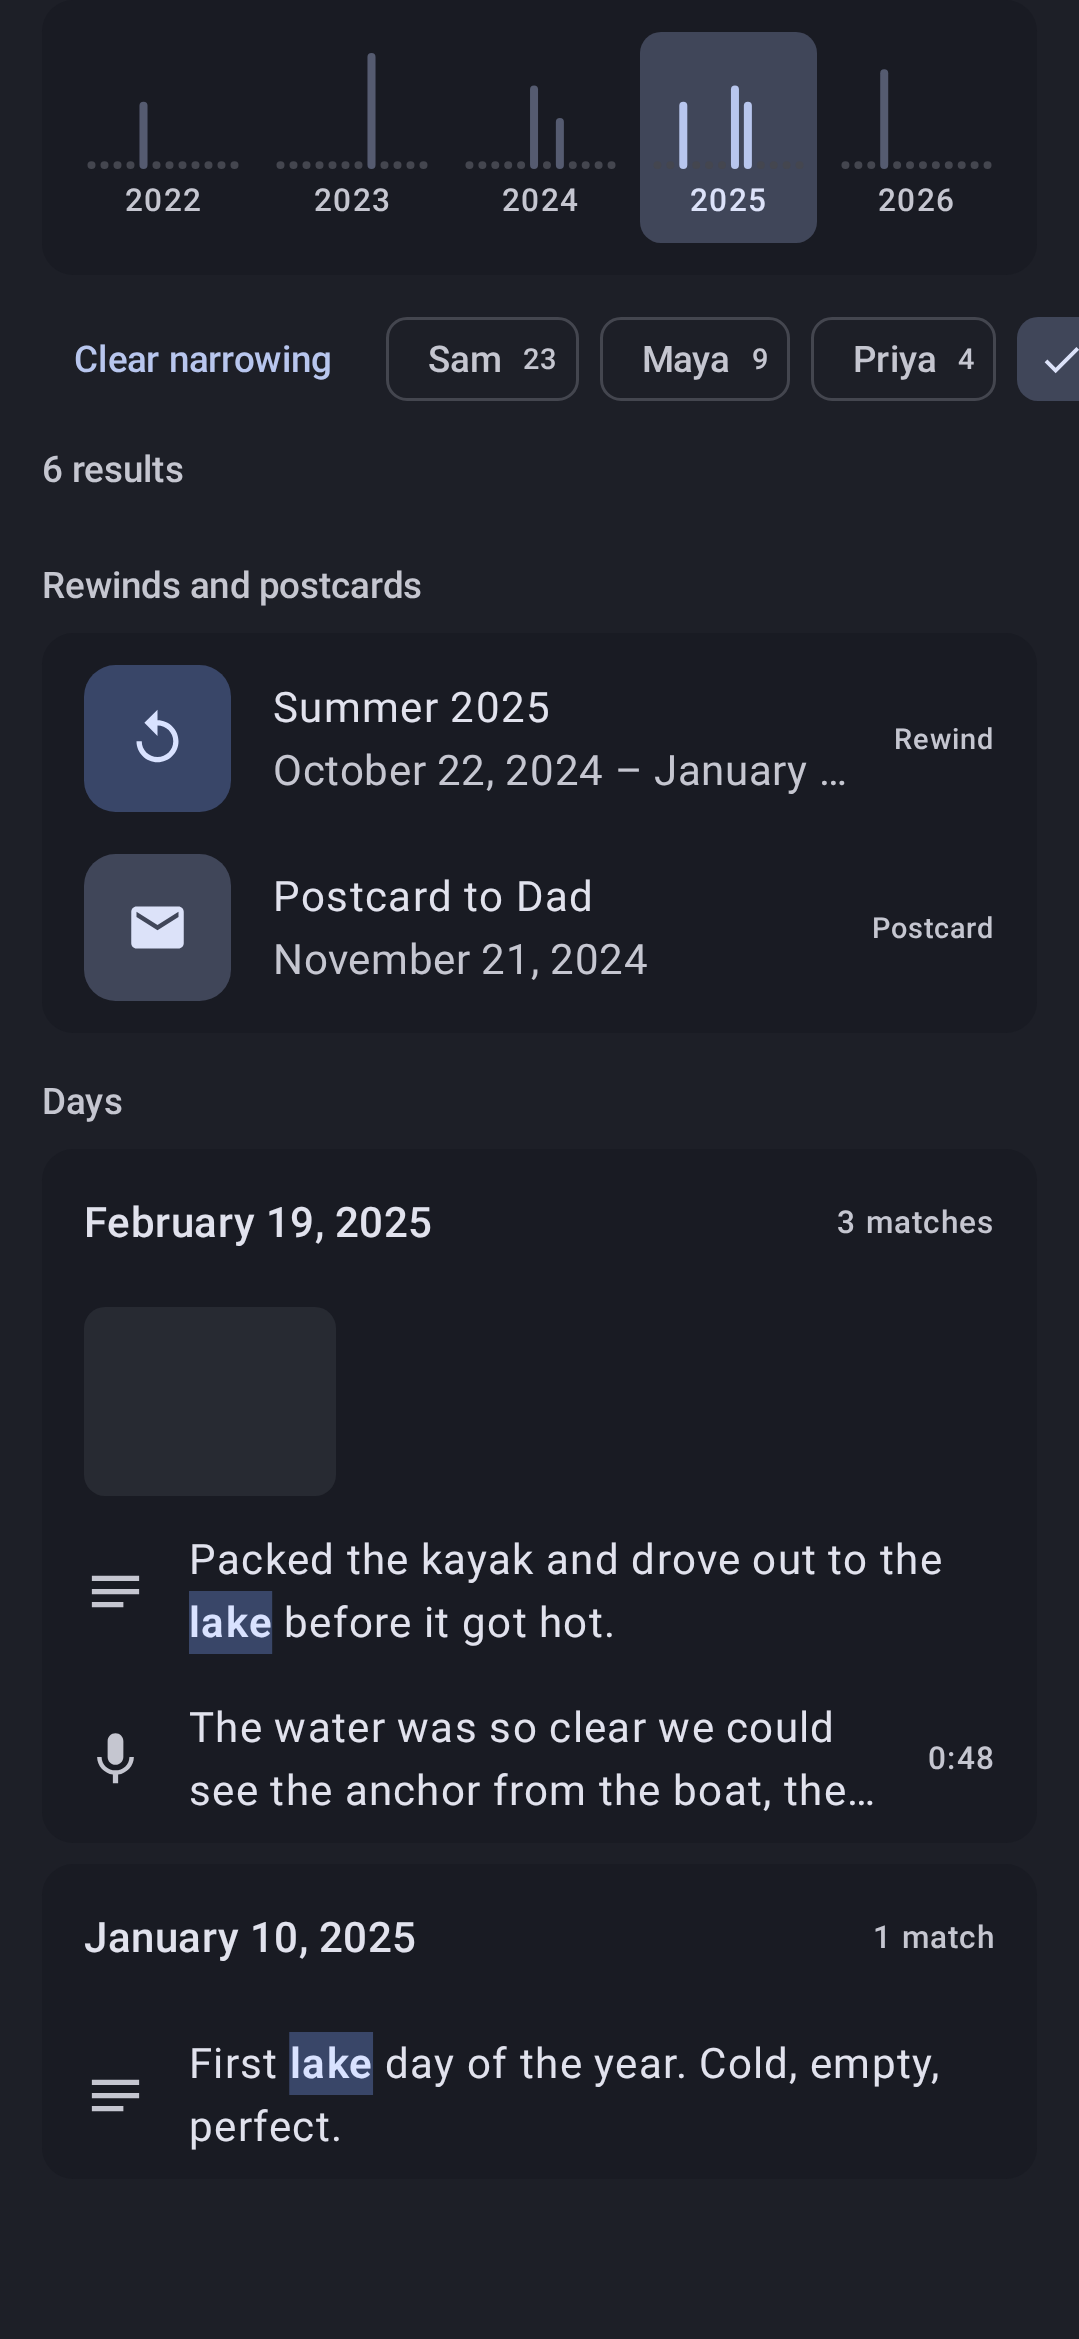 2022 2023 2024 2025 2026
Clear narrowing Sam 23 Maya 9 Priya 4
6 results
Rewinds and postcards
Summer 2025
October 22, 2024 – January …
Rewind
Postcard to Dad
November 21, 2024
Postcard
Days
February 19, 2025 3 matches
Packed the kayak and drove out to the
lake before it got hot.
The water was so clear we could
see the anchor from the boat, the…
0:48
January 10, 2025 1 match
First lake day of the year. Cold, empty,
perfect.